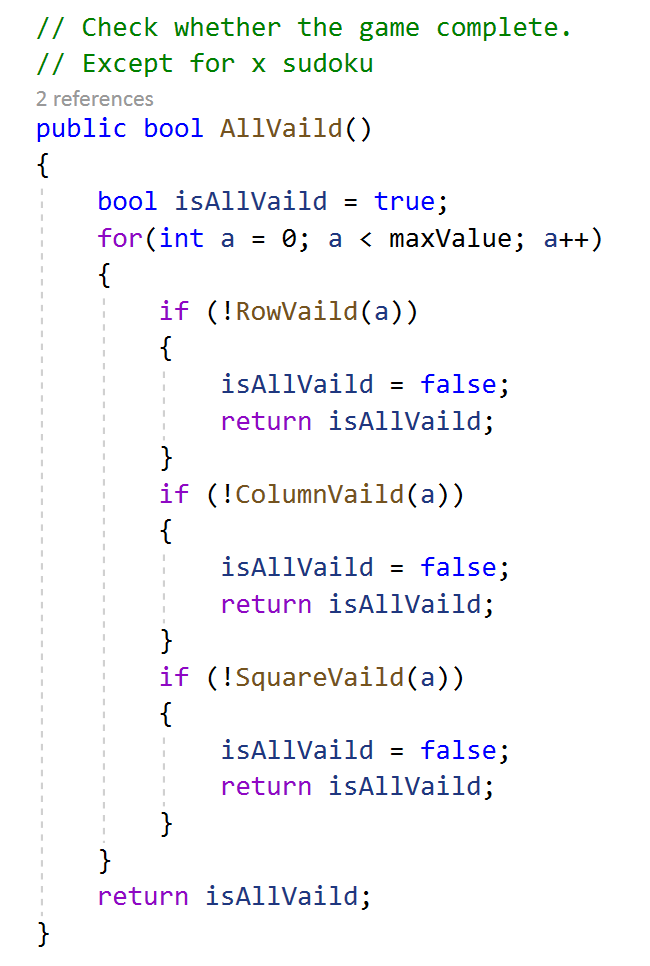 // Check whether the game complete.
// Except for x sudoku
2 references
public bool AllVaild()
{
    bool isAllVaild = true;
    for(int a = 0; a < maxValue; a++)
    {
        if (!RowVaild(a))
        {
            isAllVaild = false;
            return isAllVaild;
        }
        if (!ColumnVaild(a))
        {
            isAllVaild = false;
            return isAllVaild;
        }
        if (!SquareVaild(a))
        {
            isAllVaild = false;
            return isAllVaild;
        }
    }
    return isAllVaild;
}